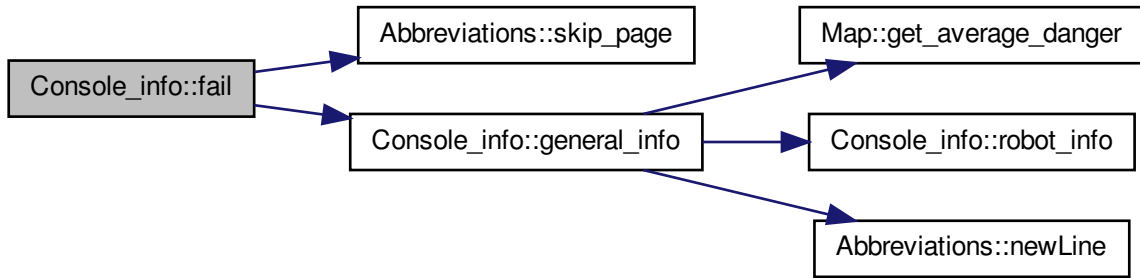 Console_info::fail
Abbreviations::skip_page
Console_info::general_info
Map::get_average_danger
Console_info::robot_info
Abbreviations::newLine